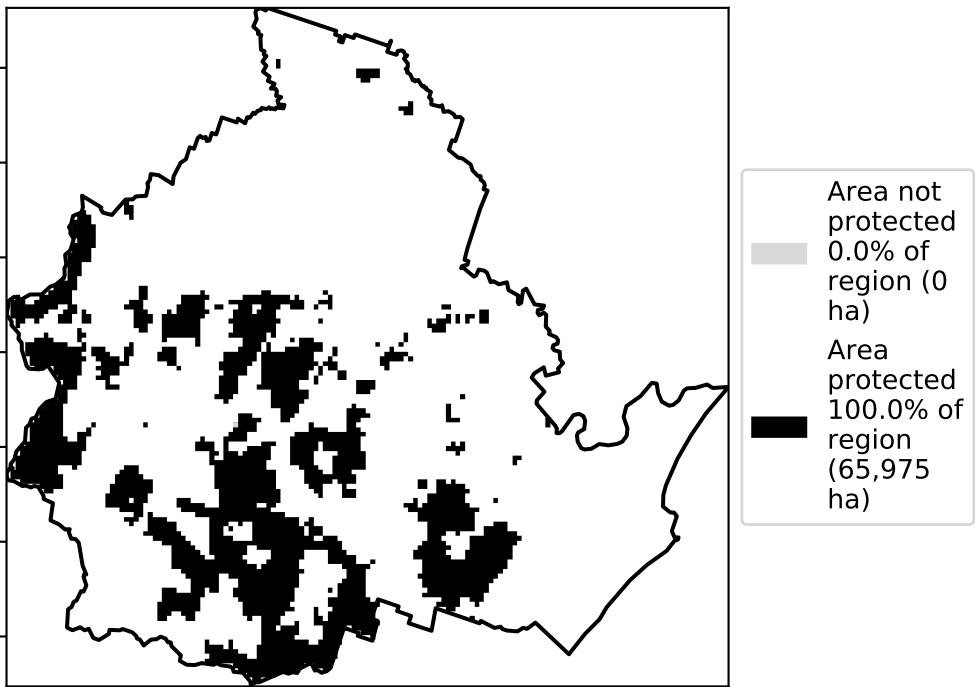 Area not
protected
0.0% of
region (0
ha)
Area
protected
100.0% of
region
(65,975
ha)